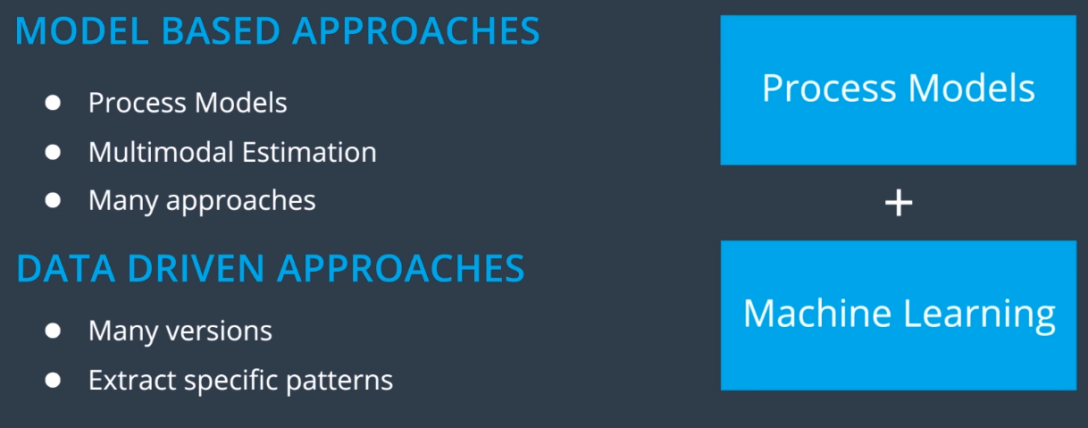 MODEL BASED APPROACHES
● Process Models
● Multimodal Estimation
● Many approaches
DATA DRIVEN APPROACHES
● Many versions
● Extract specific patterns
Process Models
+
Machine Learning